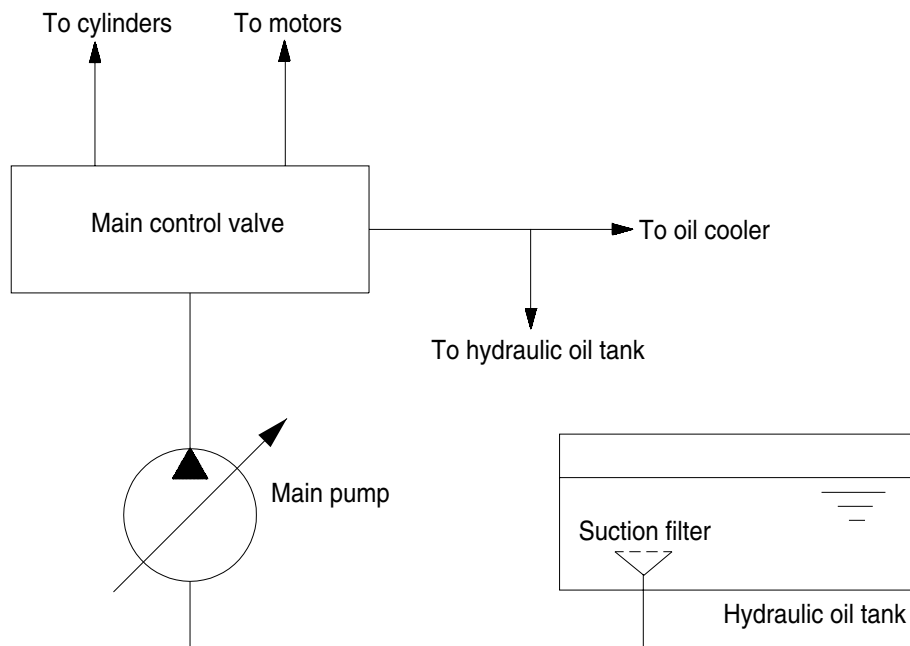 To cylinders
To motors
Main control valve
To oil cooler
To hydraulic oil tank
Main pump
Suction filter
Hydraulic oil tank